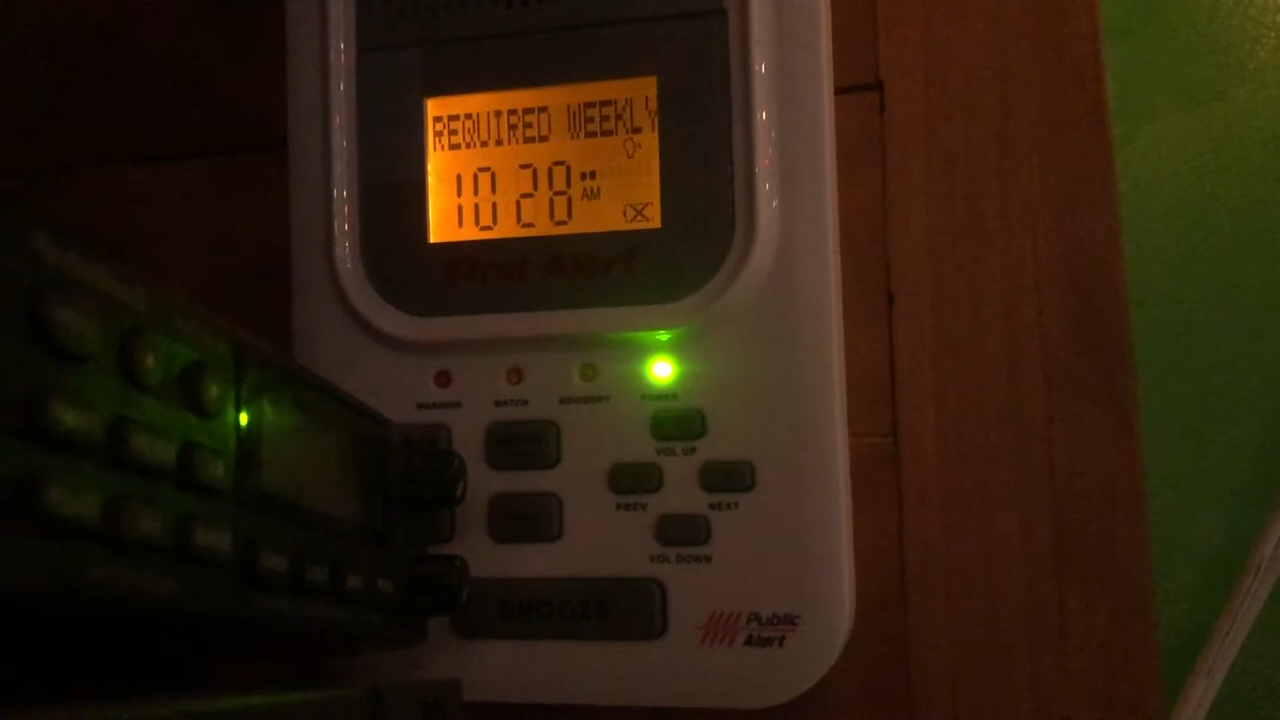 REQUIRED WEEKLY
10 28 AM
First Alert
WARNING WATCH ADVISORY POWER
VOL UP
PREV NEXT
VOL DOWN
SNOOZE
Public
Alert